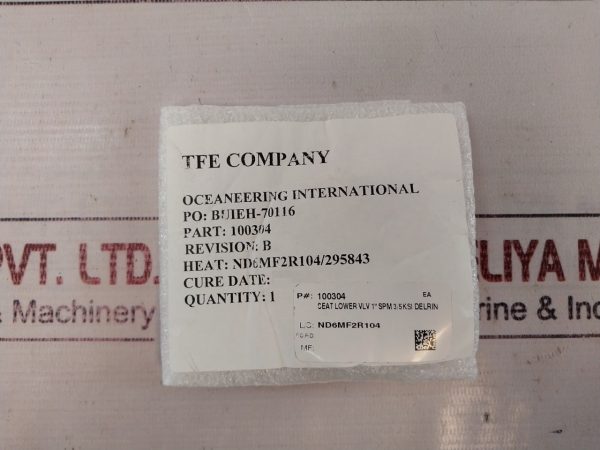 TFE COMPANY
OCEANEERING INTERNATIONAL
PO: BUIEH-70116
PART: 100304
REVISION: B
HEAT: ND6MF2R104/295843
CURE DATE:
QUANTITY: 1
P#: 100304 EA
SEAT LOWER VLV 1" SPM 3.5KSI DELRIN
ND6MF2R104
MF:
PVT. LTD.
& Machinery
LIYA M
rine & Ind